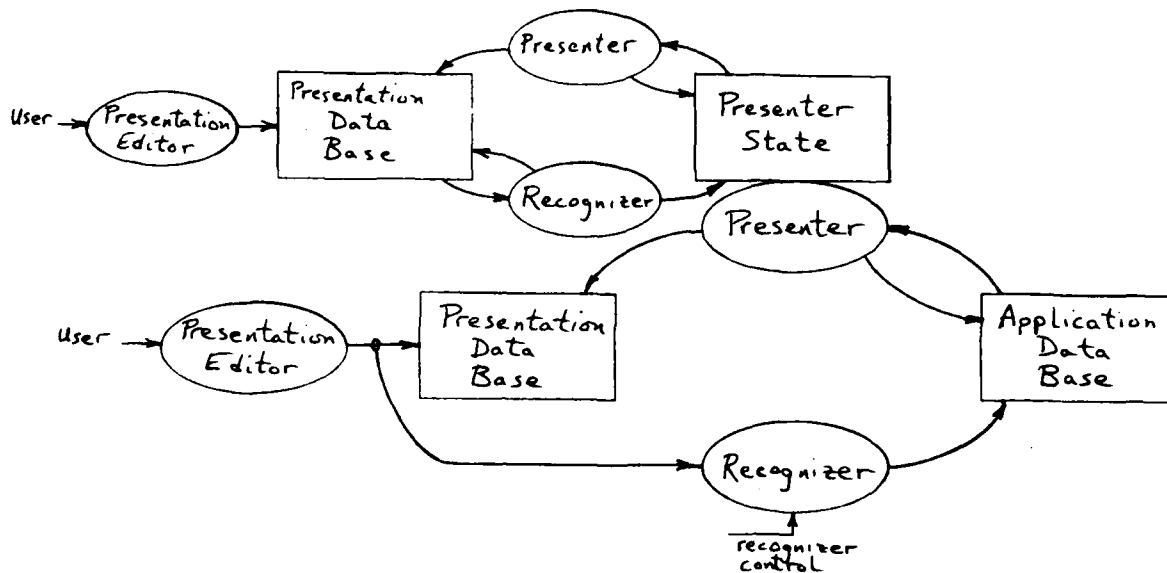 Presenter
User
Presentation
Editor
Presentation
Data
Base
Presenter
State
Recognizer
Presenter
User
Presentation
Editor
Presentation
Data
Base
Application
Data
Base
Recognizer
recognizer
control